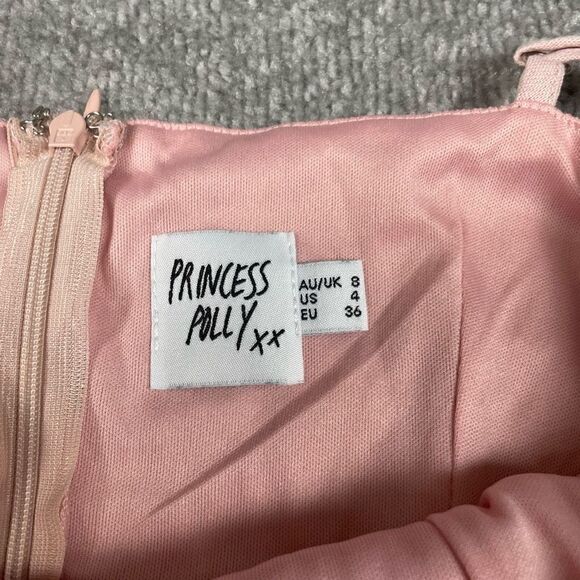 PRINCESS
POLLY xx
AU/UK 8
US 4
EU 36